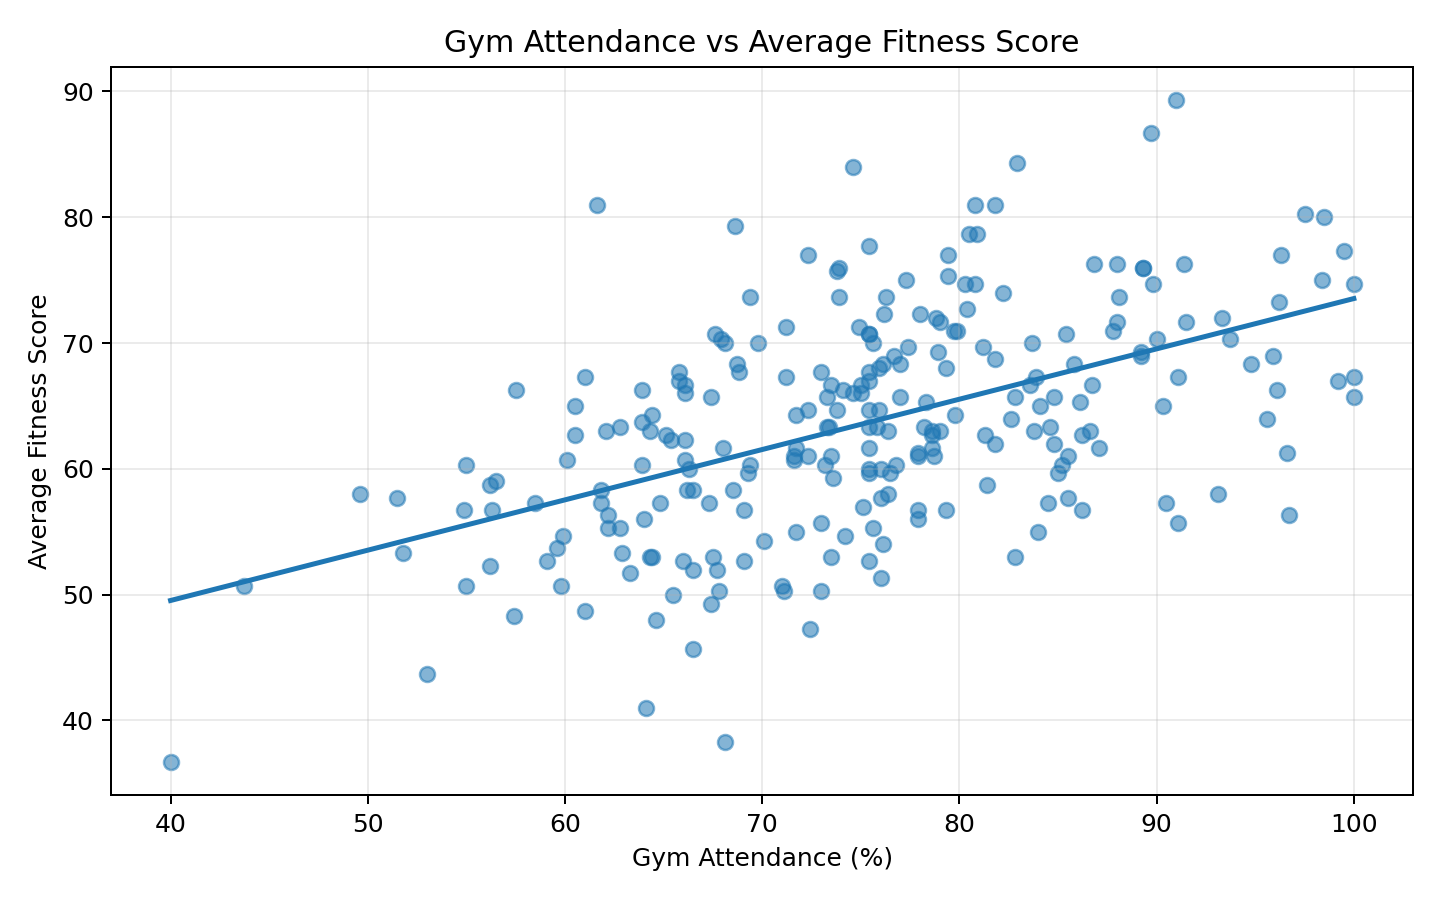 Gym Attendance vs Average Fitness Score
90
80
70
60
50
40
Average Fitness Score
40 50 60 70 80 90 100
Gym Attendance (%)